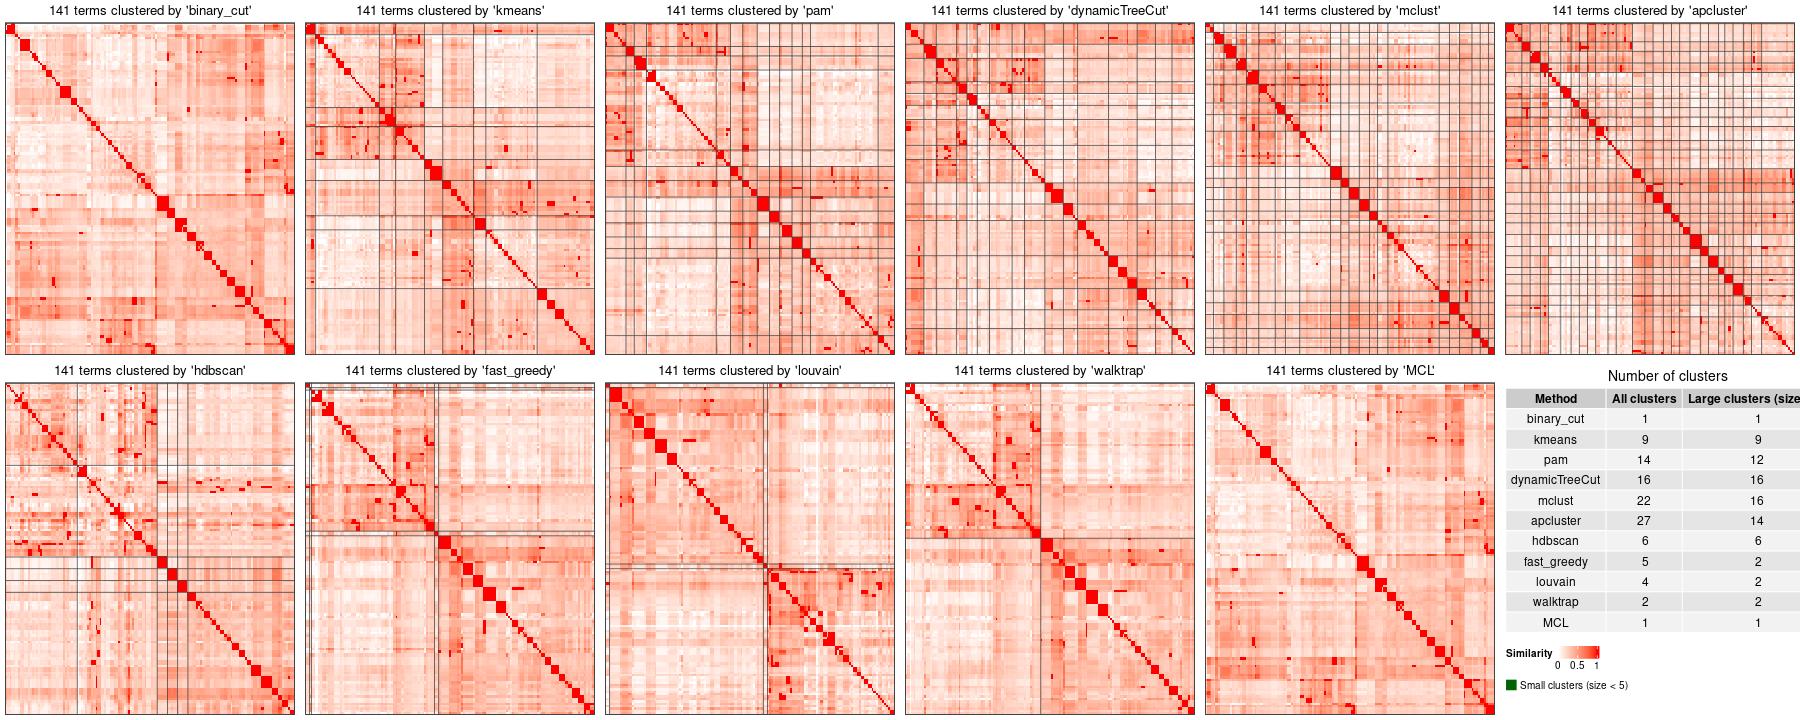 141 terms clustered by 'binary_cut'
141 terms clustered by 'kmeans'
141 terms clustered by 'pam'
141 terms clustered by 'dynamicTreeCut'
141 terms clustered by 'mclust'
141 terms clustered by 'apcluster'
141 terms clustered by 'hdbscan'
141 terms clustered by 'fast_greedy'
141 terms clustered by 'louvain'
141 terms clustered by 'walktrap'
141 terms clustered by 'MCL'
Number of clusters
Method All clusters Large clusters (size
binary_cut 1 1
kmeans 9 9
pam 14 12
dynamicTreeCut 16 16
mclust 22 16
apcluster 27 14
hdbscan 6 6
fast_greedy 5 2
louvain 4 2
walktrap 2 2
MCL 1 1
Similarity
0 0.5 1
Small clusters (size < 5)